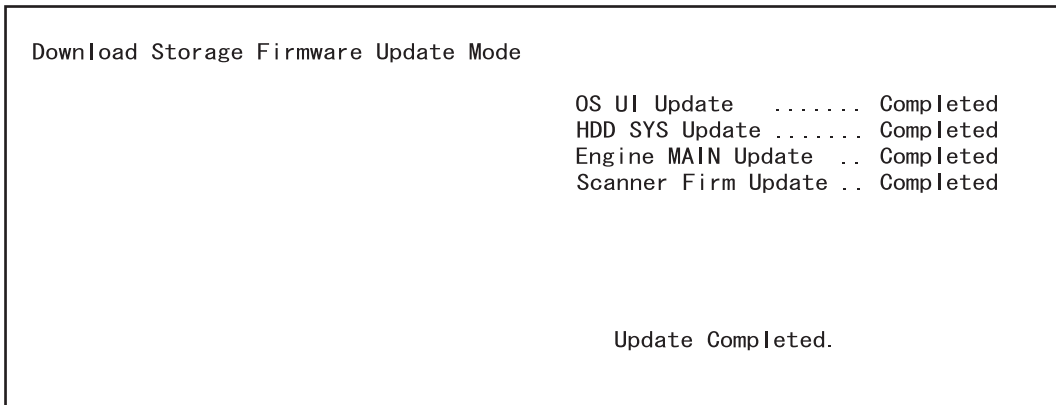 Download Storage Firmware Update Mode
OS UI Update ....... Completed
HDD SYS Update ....... Completed
Engine MAIN Update .. Completed
Scanner Firm Update .. Completed
Update Completed.